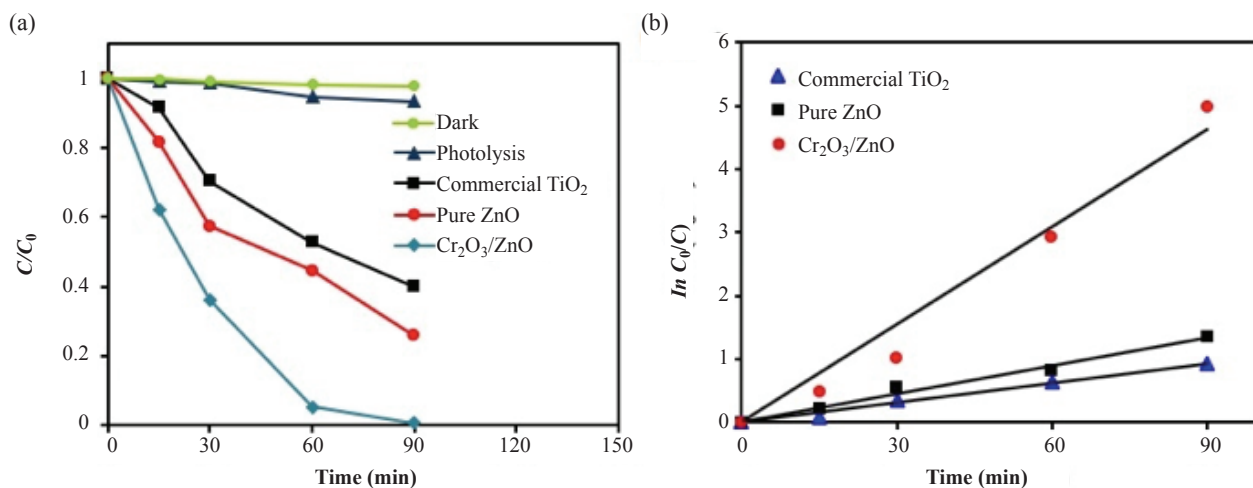 (a)
1
0.8
0.6
0.4
0.2
0
0 30 60 90 120 150
C/C₀
Time (min)
Dark
Photolysis
Commercial TiO₂
Pure ZnO
Cr₂O₃/ZnO
(b)
6
5
4
3
2
1
0
0 30 60 90
In C₀/C)
Time (min)
Commercial TiO₂
Pure ZnO
Cr₂O₃/ZnO